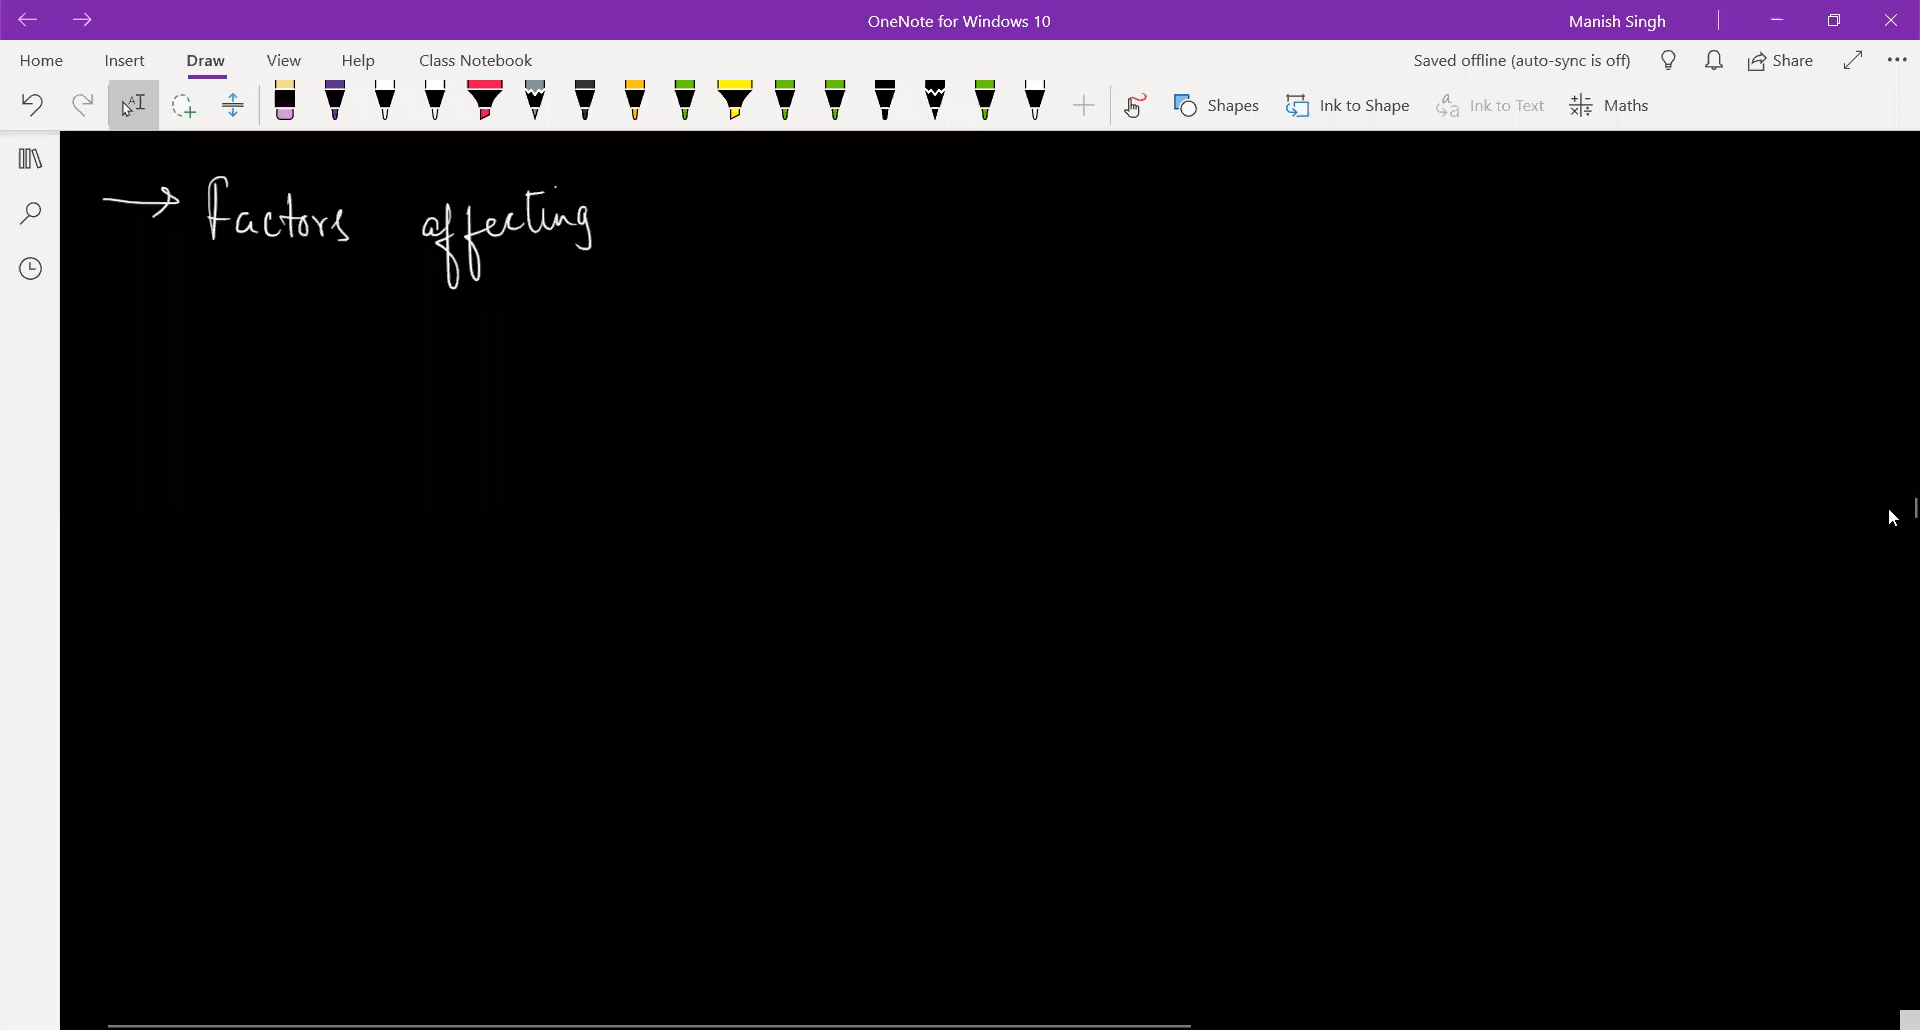 OneNote for Windows 10 Manish Singh
Home Insert Draw View Help Class Notebook Saved offline (auto-sync is off) Share
Shapes Ink to Shape Ink to Text Maths
→ Factors affecting